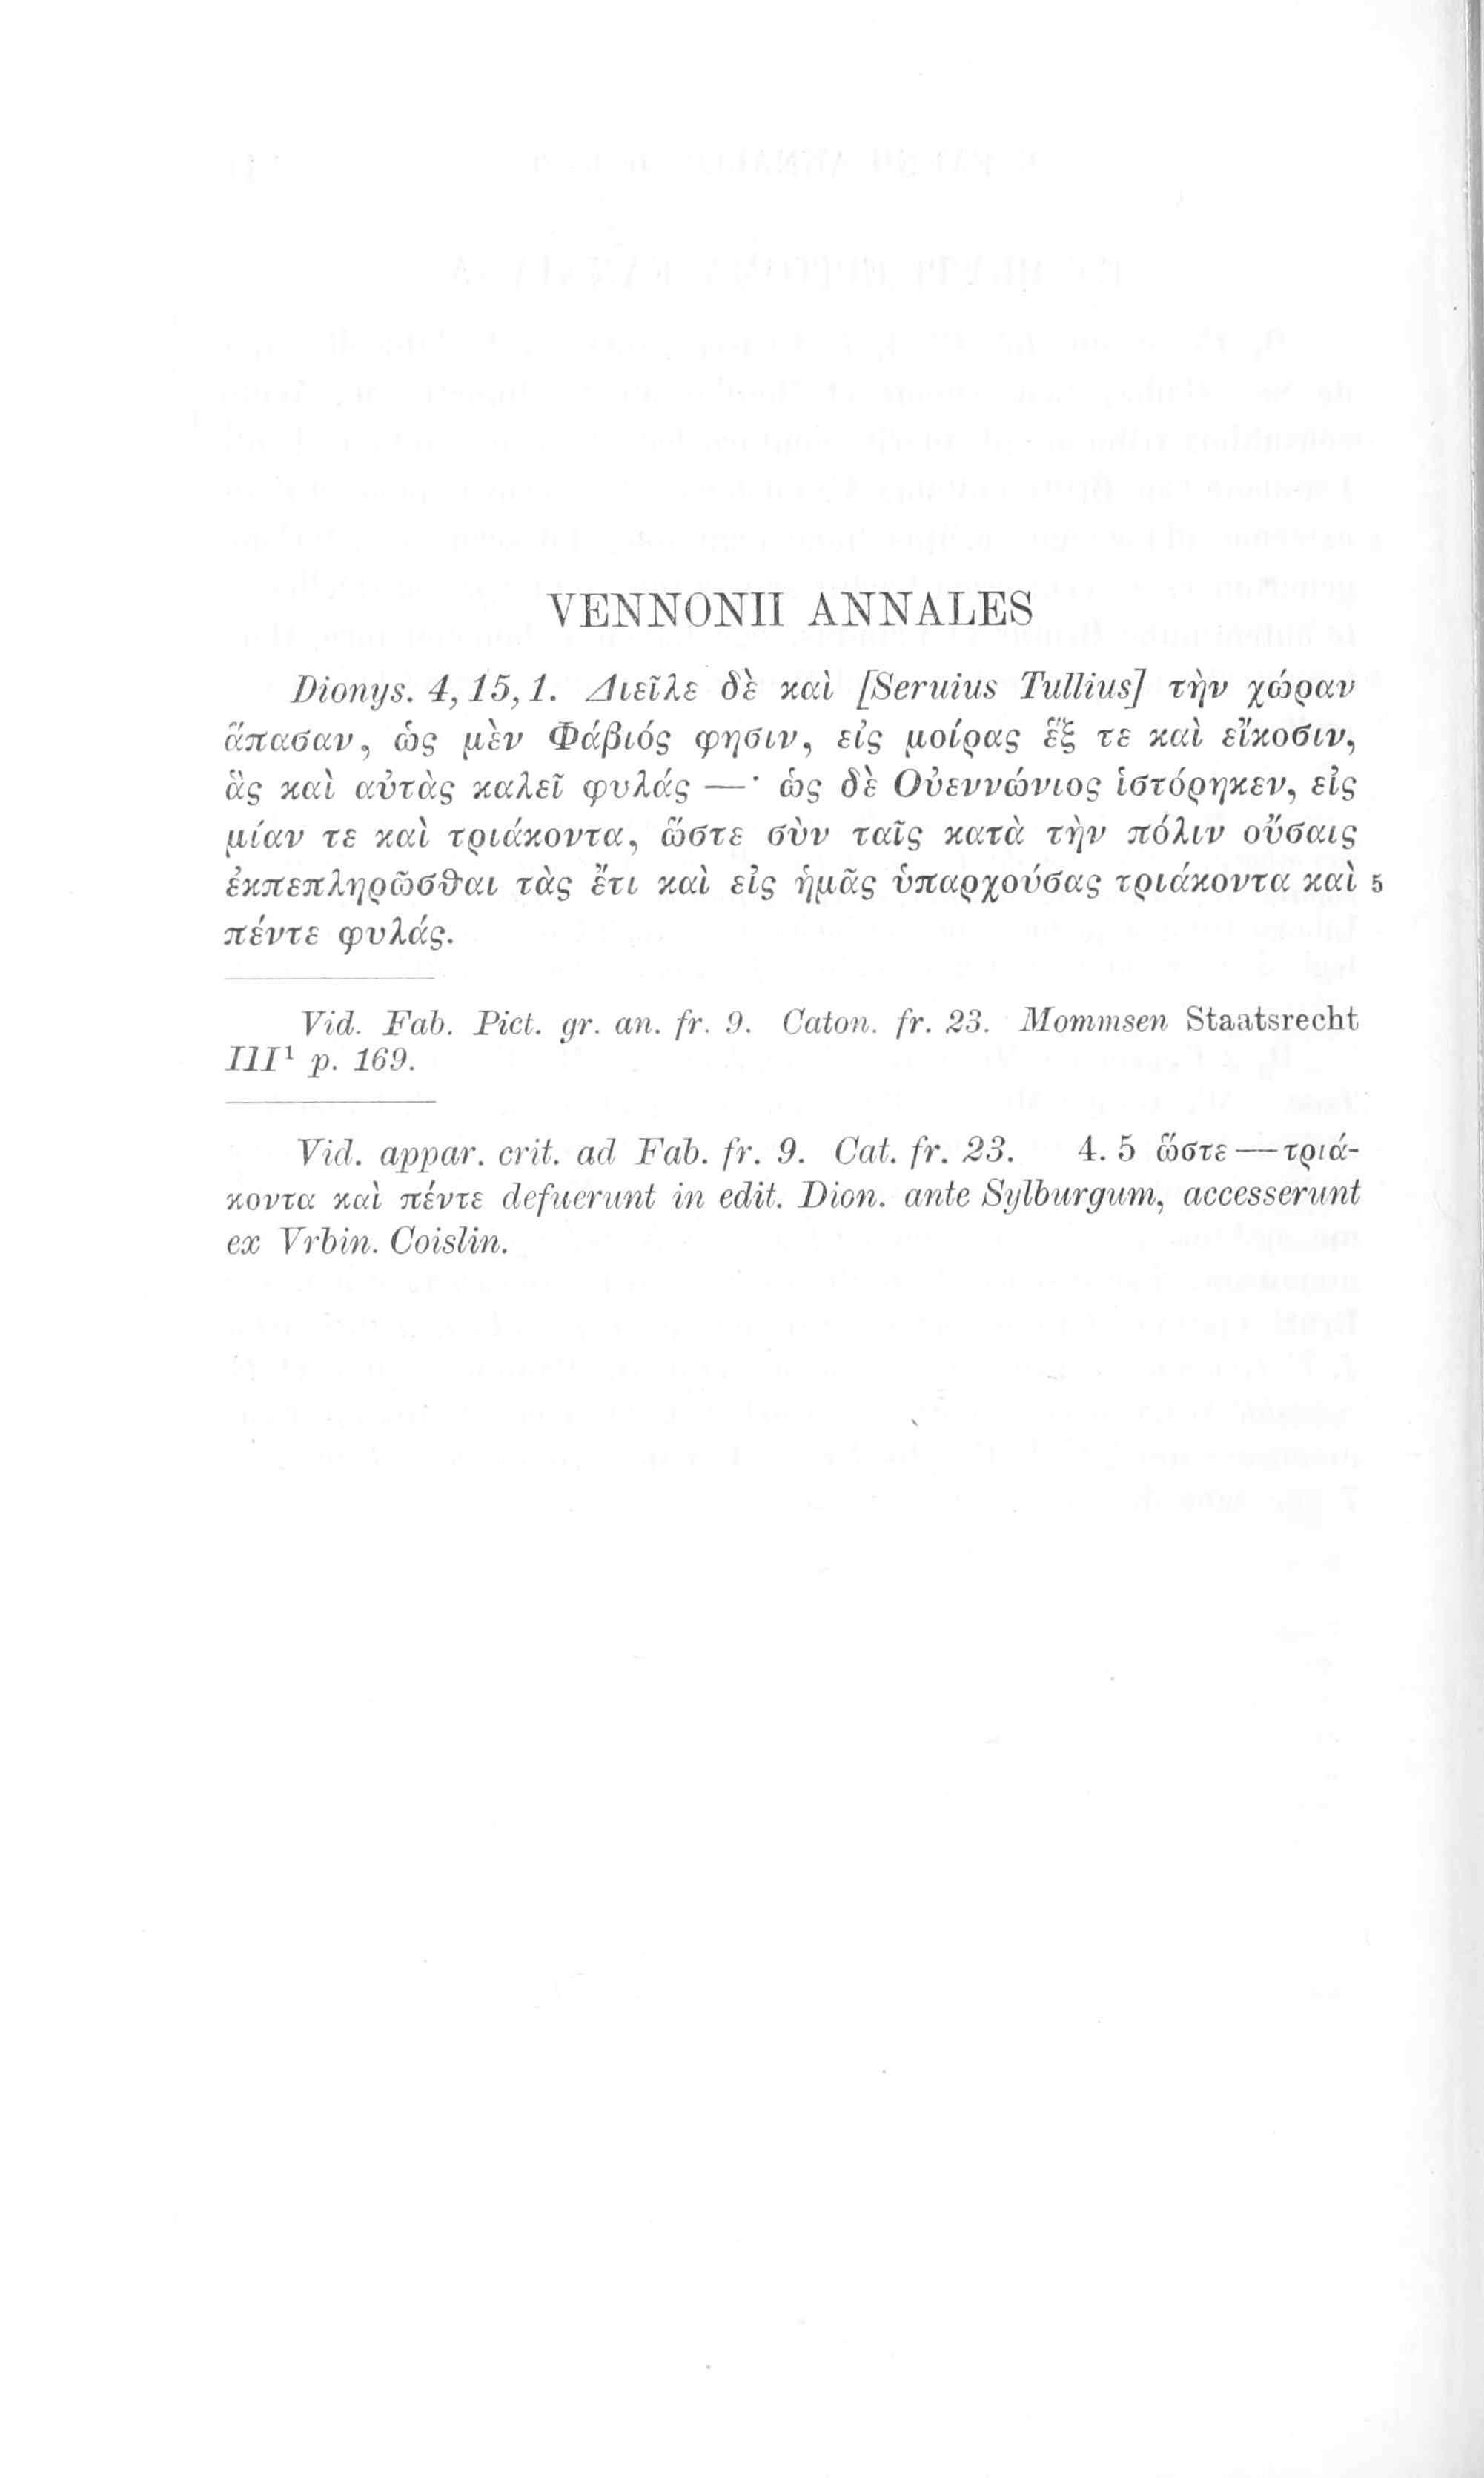 VENNONII ANNALES
Dionys. 4, 15, 1. Διεῖλε δὲ καὶ [Seruius Tullius] τὴν χώραν
ἅπασαν, ὡς μὲν Φάβιός φησιν, εἰς μοίρας ἕξ τε καὶ εἴκοσιν,
ἃς καὶ αὐτὰς καλεῖ φυλάς —· ὡς δὲ Οὐεννώνιος ἱστόρηκεν, εἰς
μίαν τε καὶ τριάκοντα, ὥστε σὺν ταῖς κατὰ τὴν πόλιν οὔσαις
ἐκπεπληρῶσθαι τὰς ἔτι καὶ εἰς ἡμᾶς ὑπαρχούσας τριάκοντα καὶ 5
πέντε φυλάς.
Vid. Fab. Pict. gr. an. fr. 9. Caton. fr. 23. Mommsen Staatsrecht
III¹ p. 169.
Vid. appar. crit. ad Fab. fr. 9. Cat. fr. 23. 4. 5 ὥστε — τριά-
κοντα καὶ πέντε defuerunt in edit. Dion. ante Sylburgum, accesserunt
ex Vrbin. Coislin.